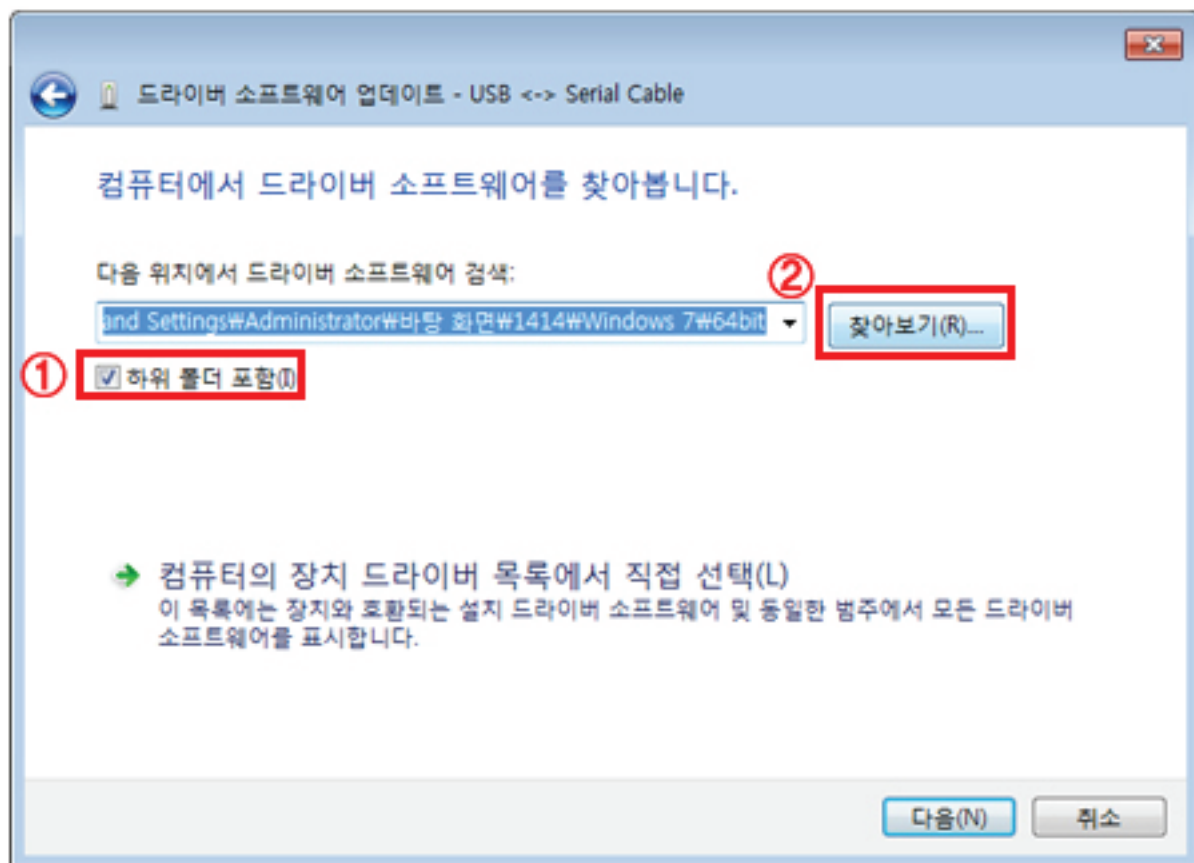 드라이버 소프트웨어 업데이트 - USB <-> Serial Cable
컴퓨터에서 드라이버 소프트웨어를 찾아봅니다.
다음 위치에서 드라이버 소프트웨어 검색:
②
and Settings₩Administrator₩바탕 화면₩1414₩Windows 7₩64bit
찾아보기(R)...
① 하위 폴더 포함(I)
컴퓨터의 장치 드라이버 목록에서 직접 선택(L)
이 목록에는 장치와 호환되는 설치 드라이버 소프트웨어 및 동일한 범주에서 모든 드라이버
소프트웨어를 표시합니다.
다음(N) 취소